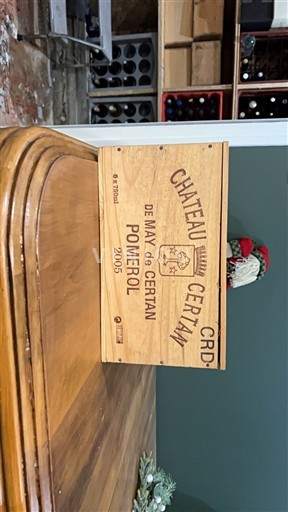 CRD
CHATEAU CERTAN
DE MAY de CERTAN
POMEROL
2005
6 x 750ml